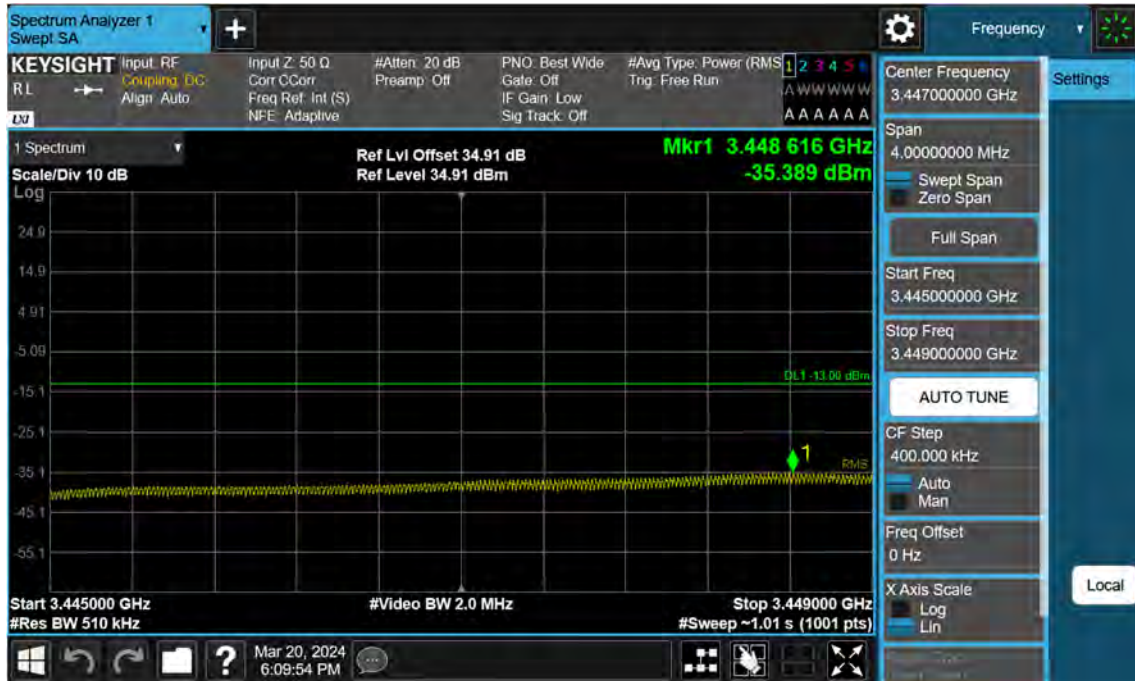 Spectrum Analyzer 1
Swept SA
Frequency
KEYSIGHT
RL
LXI
Input: RF
Coupling: DC
Align: Auto
Input Z: 50 Ω
Corr CCorr
Freq Ref: Int (S)
NFE: Adaptive
#Atten: 20 dB
Preamp: Off
PNO: Best Wide
Gate: Off
IF Gain: Low
Sig Track: Off
#Avg Type: Power (RMS
Trig: Free Run
1 2 3 4 5 6
A W W W W W
A A A A A A
Settings
Center Frequency
3.447000000 GHz
Span
4.00000000 MHz
Swept Span
Zero Span
Full Span
Start Freq
3.445000000 GHz
Stop Freq
3.449000000 GHz
AUTO TUNE
CF Step
400.000 kHz
Auto
Man
Freq Offset
0 Hz
X Axis Scale
Log
Lin
Local
1 Spectrum
Scale/Div 10 dB
Log
Ref Lvl Offset 34.91 dB
Ref Level 34.91 dBm
Mkr1 3.448 616 GHz
-35.389 dBm
24.9
14.9
4.91
-5.09
-15.1
-25.1
-35.1
-45.1
-55.1
DL1 -13.00 dBm
1
RMS
Start 3.445000 GHz
#Res BW 510 kHz
#Video BW 2.0 MHz
Stop 3.449000 GHz
#Sweep ~1.01 s (1001 pts)
?
Mar 20, 2024
6:09:54 PM